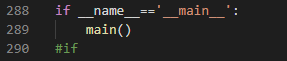 288 if __name__=='__main__':
289     main()
290 #if